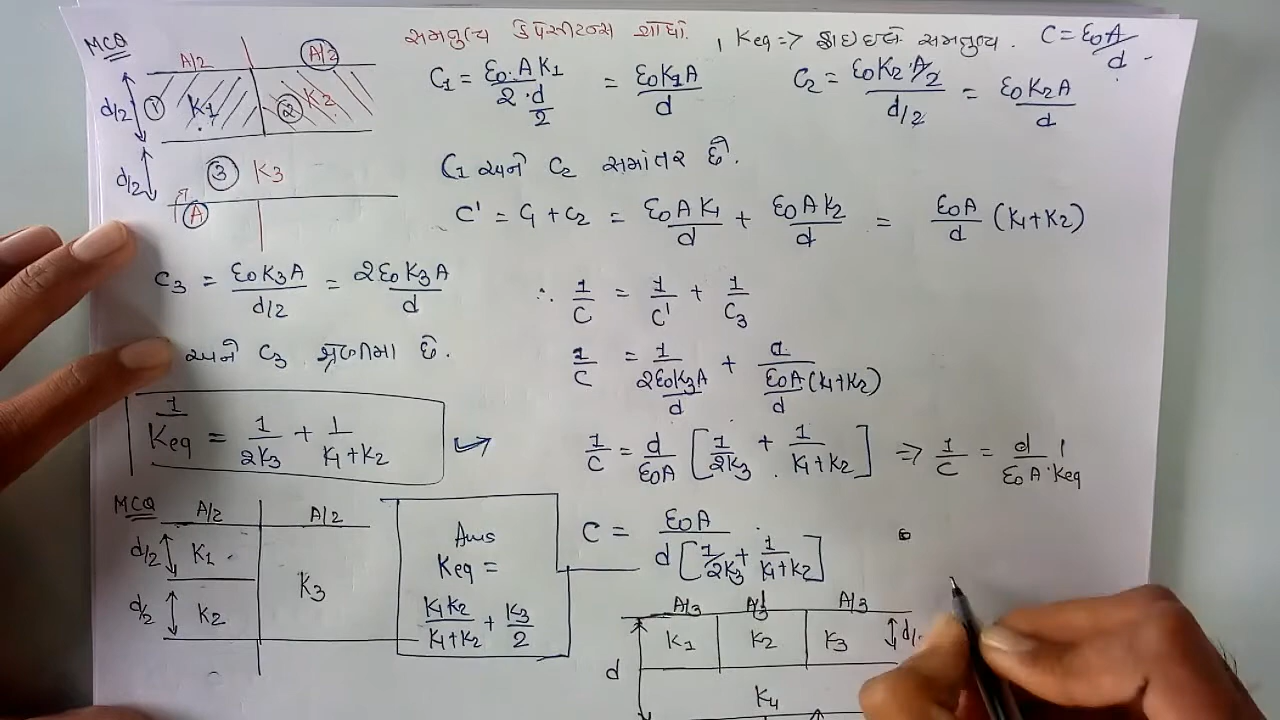 MCQ
સમતુલ્ય કેપેસીટન્સ શોધો , Keq => ડાઇઇલે સમતુલ્ય . C = ε0A/d
A/2 A/2
d/2 ① K1 ② K2
d/2 ③ K3
A
C1 = ε0·A K1 / 2·d/2 = ε0K1A/d
C2 = ε0K2·A/2 / d/2 = ε0K2A/d
C1 અને C2 સમાંતર છે.
C' = C1 + C2 = ε0AK1/d + ε0AK2/d = ε0A/d (K1+K2)
C3 = ε0K3A / d/2 = 2ε0K3A/d
∴ 1/C = 1/C' + 1/C3
અને C3 શ્રેણીમાં છે.
1/C = 1/(2ε0K3A/d) + 1/(ε0A/d (K1+K2))
1/Keq = 1/2K3 + 1/K1+K2
1/C = d/ε0A [1/2K3 + 1/K1+K2] => 1/C = d/ε0A · 1/Keq
C = ε0A / d[1/2K3 + 1/K1+K2]
MCQ
A/2 A/2
d/2 K1
K3
d/2 K2
Ans
Keq =
K1K2/K1+K2 + K3/2
A/3 A/3 A/3
K1 K2 K3
d
K4